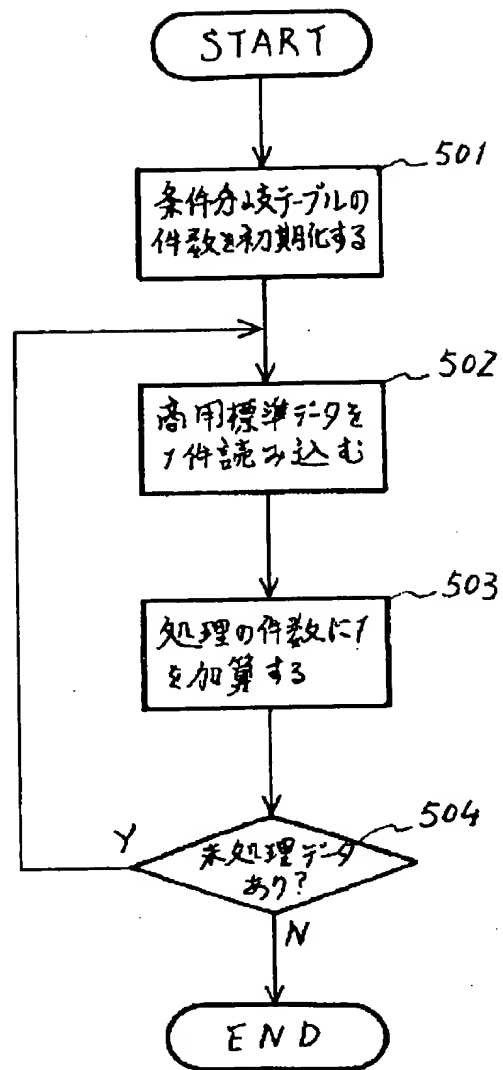 START
501
条件分岐テーブルの
件数を初期化する
502
商用標準データを
1件読み込む
503
処理の件数に1
を加算する
504
未処理データ
あり?
Y
N
END